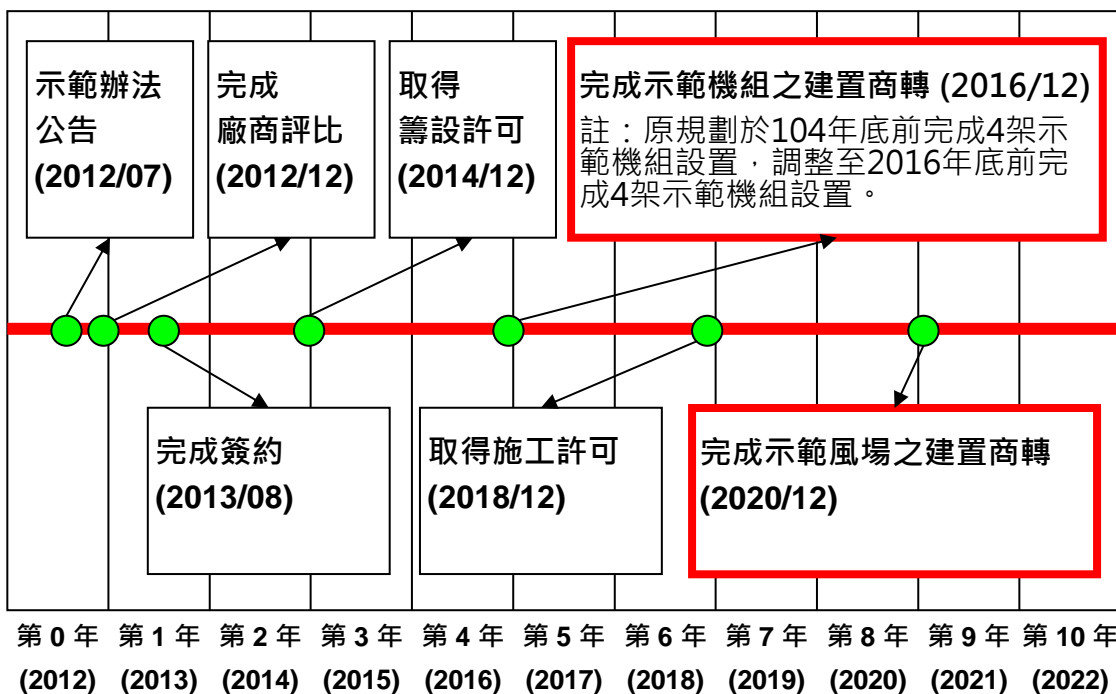 示範辦法
公告
(2012/07)
完成
廠商評比
(2012/12)
取得
籌設許可
(2014/12)
完成示範機組之建置商轉 (2016/12)
註：原規劃於104年底前完成4架示
範機組設置，調整至2016年底前完
成4架示範機組設置。
完成簽約
(2013/08)
取得施工許可
(2018/12)
完成示範風場之建置商轉
(2020/12)
第 0 年 第 1 年 第 2 年 第 3 年 第 4 年 第 5 年 第 6 年 第 7 年 第 8 年 第 9 年 第 10 年
(2012) (2013) (2014) (2015) (2016) (2017) (2018) (2019) (2020) (2021) (2022)